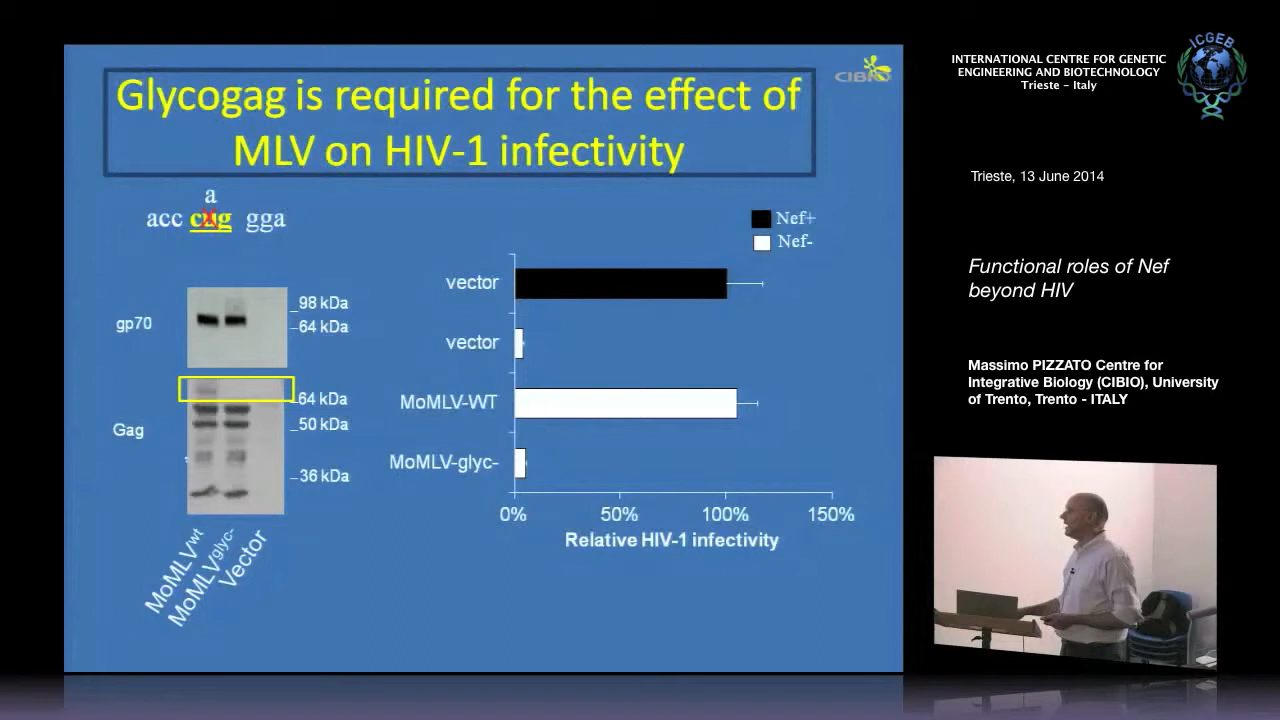 Glycogag is required for the effect of
MLV on HIV-1 infectivity
CIBIO
a
acc cug gga
gp70
98 kDa
64 kDa
Gag
64 kDa
50 kDa
36 kDa
MoMLVwt
MoMLVglyc-
Vector
Nef+
Nef-
vector
vector
MoMLV-WT
MoMLV-glyc-
0% 50% 100% 150%
Relative HIV-1 infectivity
INTERNATIONAL CENTRE FOR GENETIC
ENGINEERING AND BIOTECHNOLOGY
Trieste - Italy
ICGEB
Trieste, 13 June 2014
Functional roles of Nef
beyond HIV
Massimo PIZZATO Centre for
Integrative Biology (CIBIO), University
of Trento, Trento - ITALY